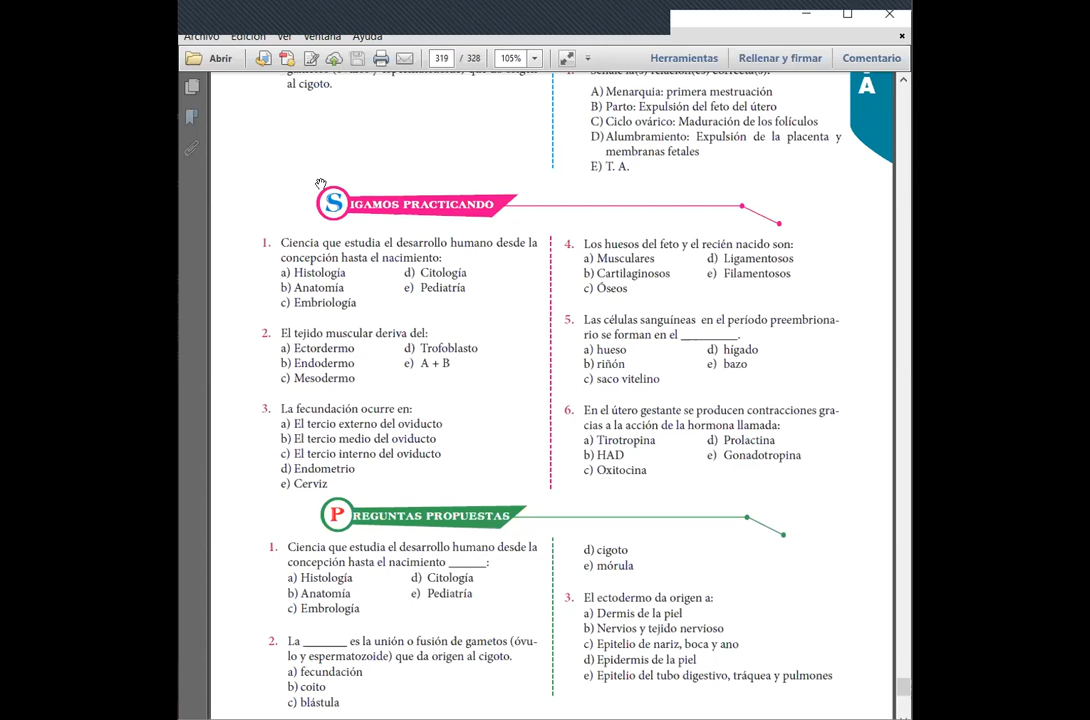 Archivo Edición Ver Ventana Ayuda
Abrir
319 / 328
105%
Herramientas
Rellenar y firmar
Comentario
al cigoto.
A) Menarquia: primera mestruación
B) Parto: Expulsión del feto del útero
C) Ciclo ovárico: Maduración de los folículos
D) Alumbramiento: Expulsión de la placenta y
membranas fetales
E) T. A.
A
SIGAMOS PRACTICANDO
1. Ciencia que estudia el desarrollo humano desde la
concepción hasta el nacimiento:
a) Histología d) Citología
b) Anatomía e) Pediatría
c) Embriología
2. El tejido muscular deriva del:
a) Ectordermo d) Trofoblasto
b) Endodermo e) A + B
c) Mesodermo
3. La fecundación ocurre en:
a) El tercio externo del oviducto
b) El tercio medio del oviducto
c) El tercio interno del oviducto
d) Endometrio
e) Cerviz
4. Los huesos del feto y el recién nacido son:
a) Musculares d) Ligamentosos
b) Cartilaginosos e) Filamentosos
c) Óseos
5. Las células sanguíneas en el período preembriona-
rio se forman en el _________.
a) hueso d) hígado
b) riñón e) bazo
c) saco vitelino
6. En el útero gestante se producen contracciones gra-
cias a la acción de la hormona llamada:
a) Tirotropina d) Prolactina
b) HAD e) Gonadotropina
c) Oxitocina
PREGUNTAS PROPUESTAS
1. Ciencia que estudia el desarrollo humano desde la
concepción hasta el nacimiento ______:
a) Histología d) Citología
b) Anatomía e) Pediatría
c) Embrología
2. La _______ es la unión o fusión de gametos (óvu-
lo y espermatozoide) que da origen al cigoto.
a) fecundación
b) coito
c) blástula
d) cigoto
e) mórula
3. El ectodermo da origen a:
a) Dermis de la piel
b) Nervios y tejido nervioso
c) Epitelio de nariz, boca y ano
d) Epidermis de la piel
e) Epitelio del tubo digestivo, tráquea y pulmones